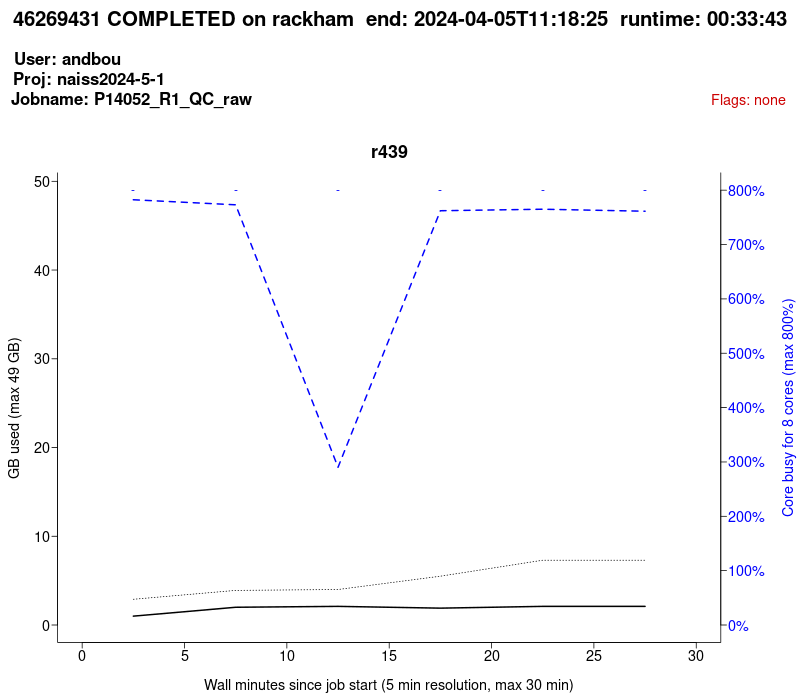 46269431 COMPLETED on rackham  end: 2024-04-05T11:18:25  runtime: 00:33:43
User: andbou
Proj: naiss2024-5-1
Jobname: P14052_R1_QC_raw
Flags: none
r439
50
40
30
20
10
0
GB used (max 49 GB)
800%
700%
600%
500%
400%
300%
200%
100%
0%
Core busy for 8 cores (max 800%)
0 5 10 15 20 25 30
Wall minutes since job start (5 min resolution, max 30 min)